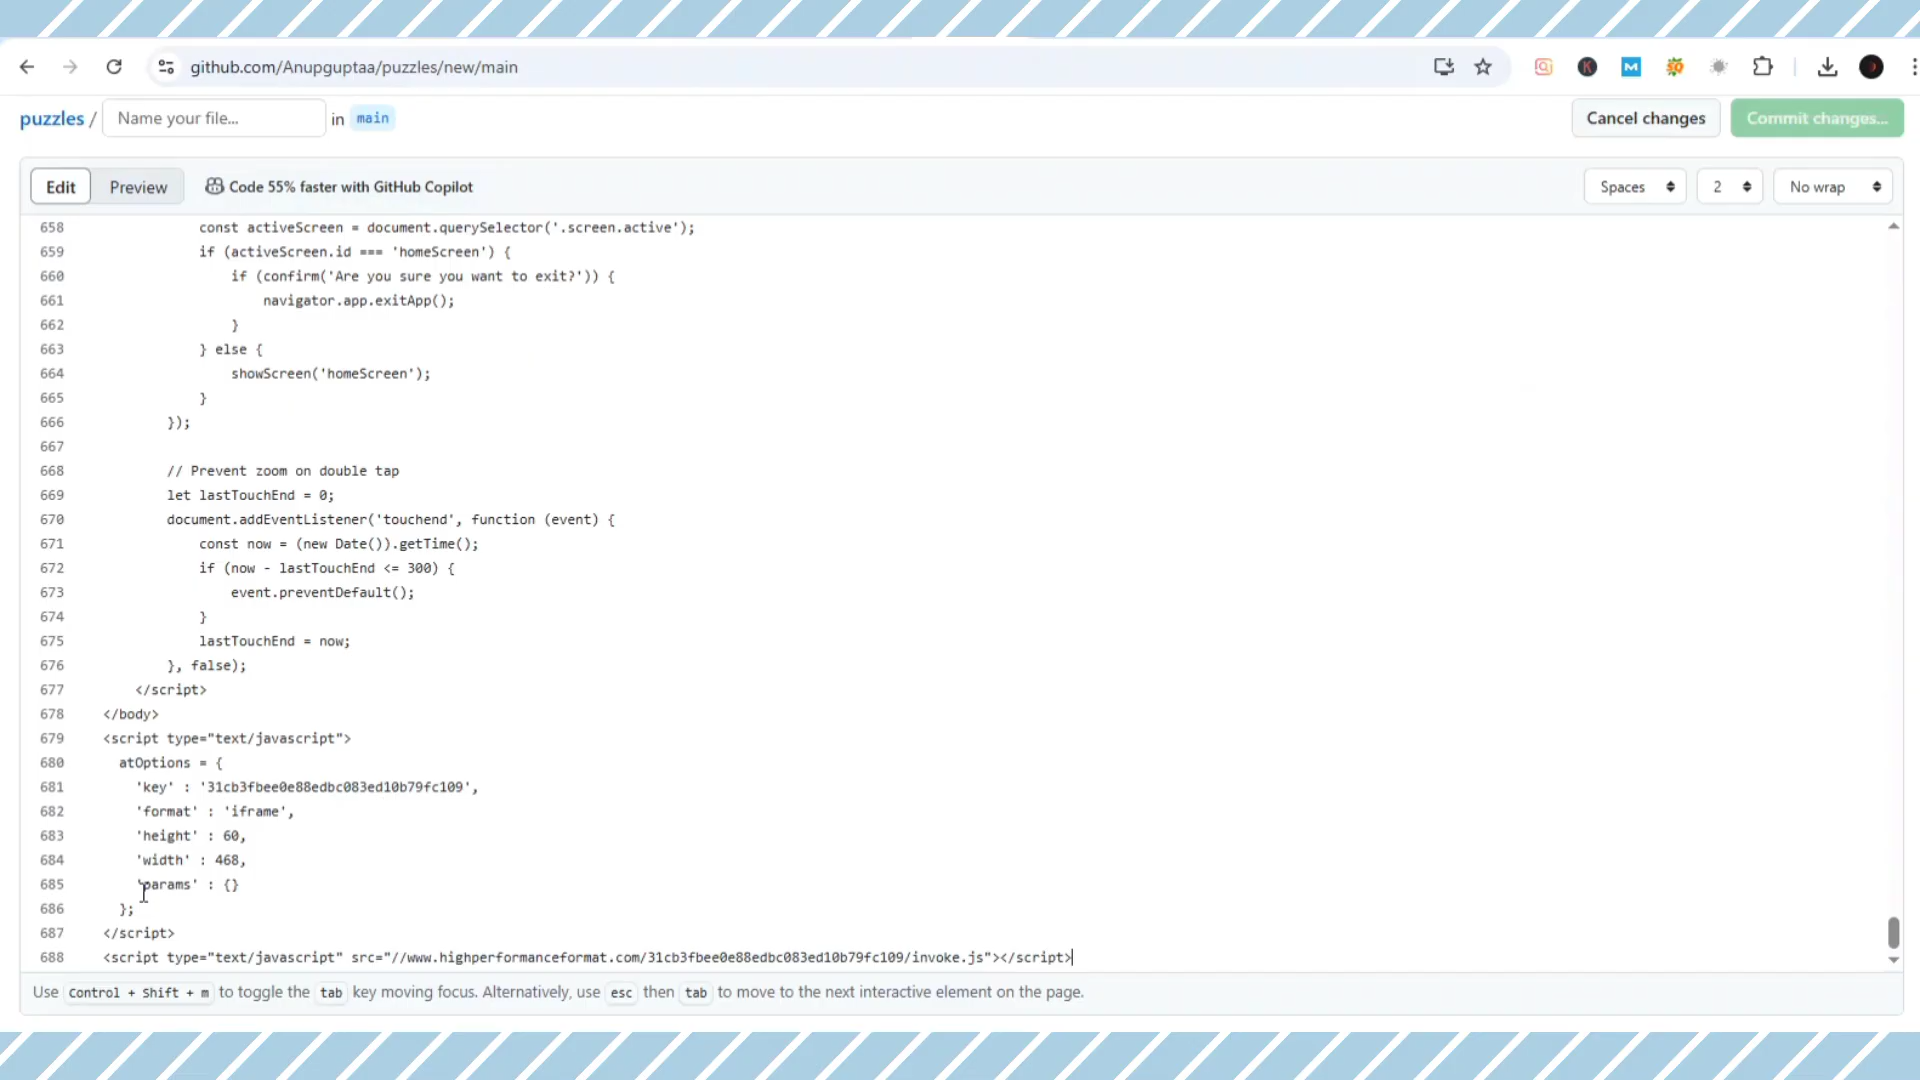 github.com/Anupguptaa/puzzles/new/main
puzzles / Name your file... in main
Cancel changes Commit changes...
Edit Preview Code 55% faster with GitHub Copilot Spaces 2 No wrap
658 const activeScreen = document.querySelector('.screen.active');
659 if (activeScreen.id === 'homeScreen') {
660 if (confirm('Are you sure you want to exit?')) {
661 navigator.app.exitApp();
662 }
663 } else {
664 showScreen('homeScreen');
665 }
666 });
667
668 // Prevent zoom on double tap
669 let lastTouchEnd = 0;
670 document.addEventListener('touchend', function (event) {
671 const now = (new Date()).getTime();
672 if (now - lastTouchEnd <= 300) {
673 event.preventDefault();
674 }
675 lastTouchEnd = now;
676 }, false);
677 </script>
678 </body>
679 <script type="text/javascript">
680 atOptions = {
681 'key' : '31cb3fbee0e88edbc083ed10b79fc109',
682 'format' : 'iframe',
683 'height' : 60,
684 'width' : 468,
685 'params' : {}
686 };
687 </script>
688 <script type="text/javascript" src="//www.highperformanceformat.com/31cb3fbee0e88edbc083ed10b79fc109/invoke.js"></script>
Use Control + Shift + m to toggle the tab key moving focus. Alternatively, use esc then tab to move to the next interactive element on the page.